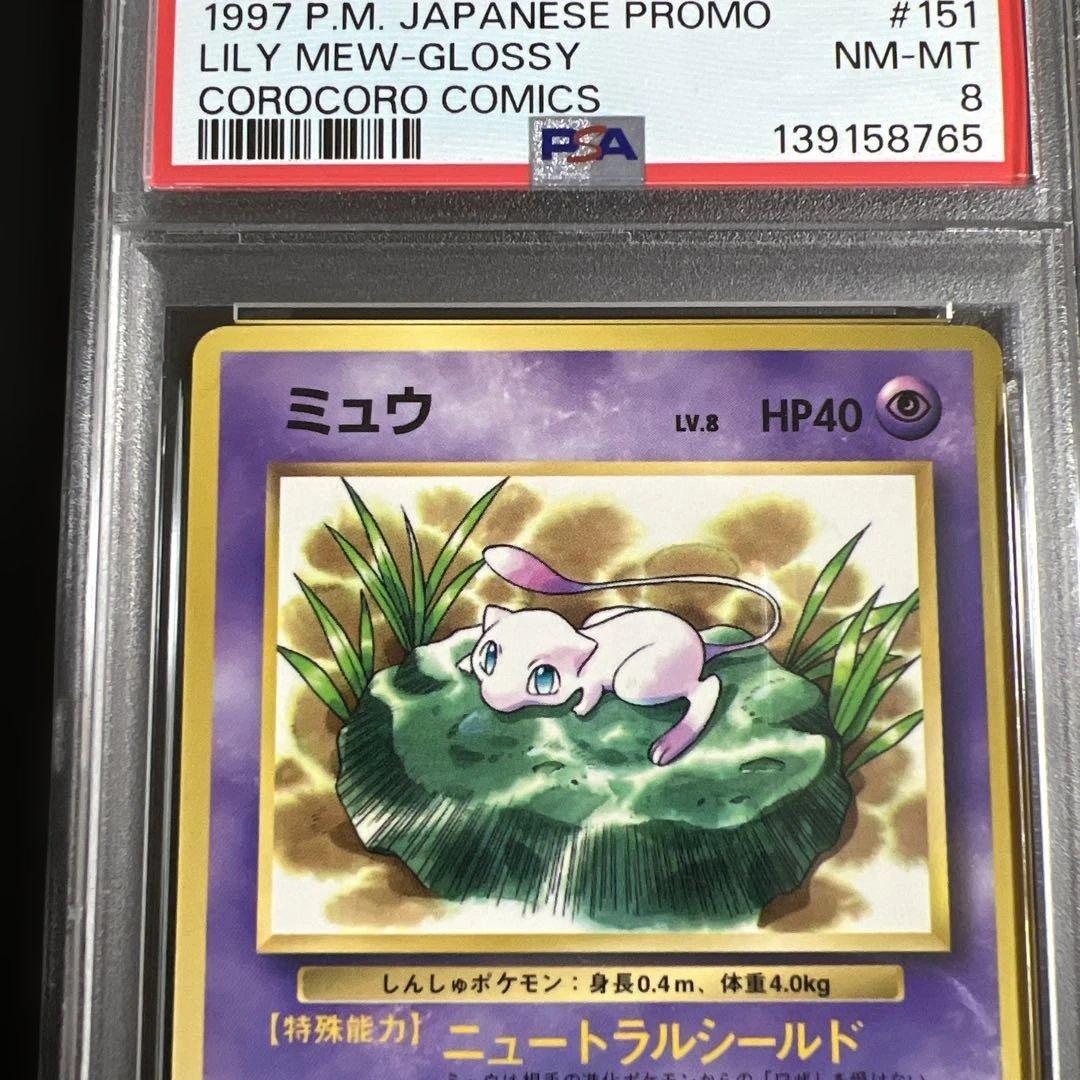 1997 P.M. JAPANESE PROMO #151
LILY MEW-GLOSSY NM-MT
COROCORO COMICS 8
PSA 139158765
ミュウ LV.8 HP40
しんしゅポケモン：身長0.4m、体重4.0kg
【特殊能力】ニュートラルシールド